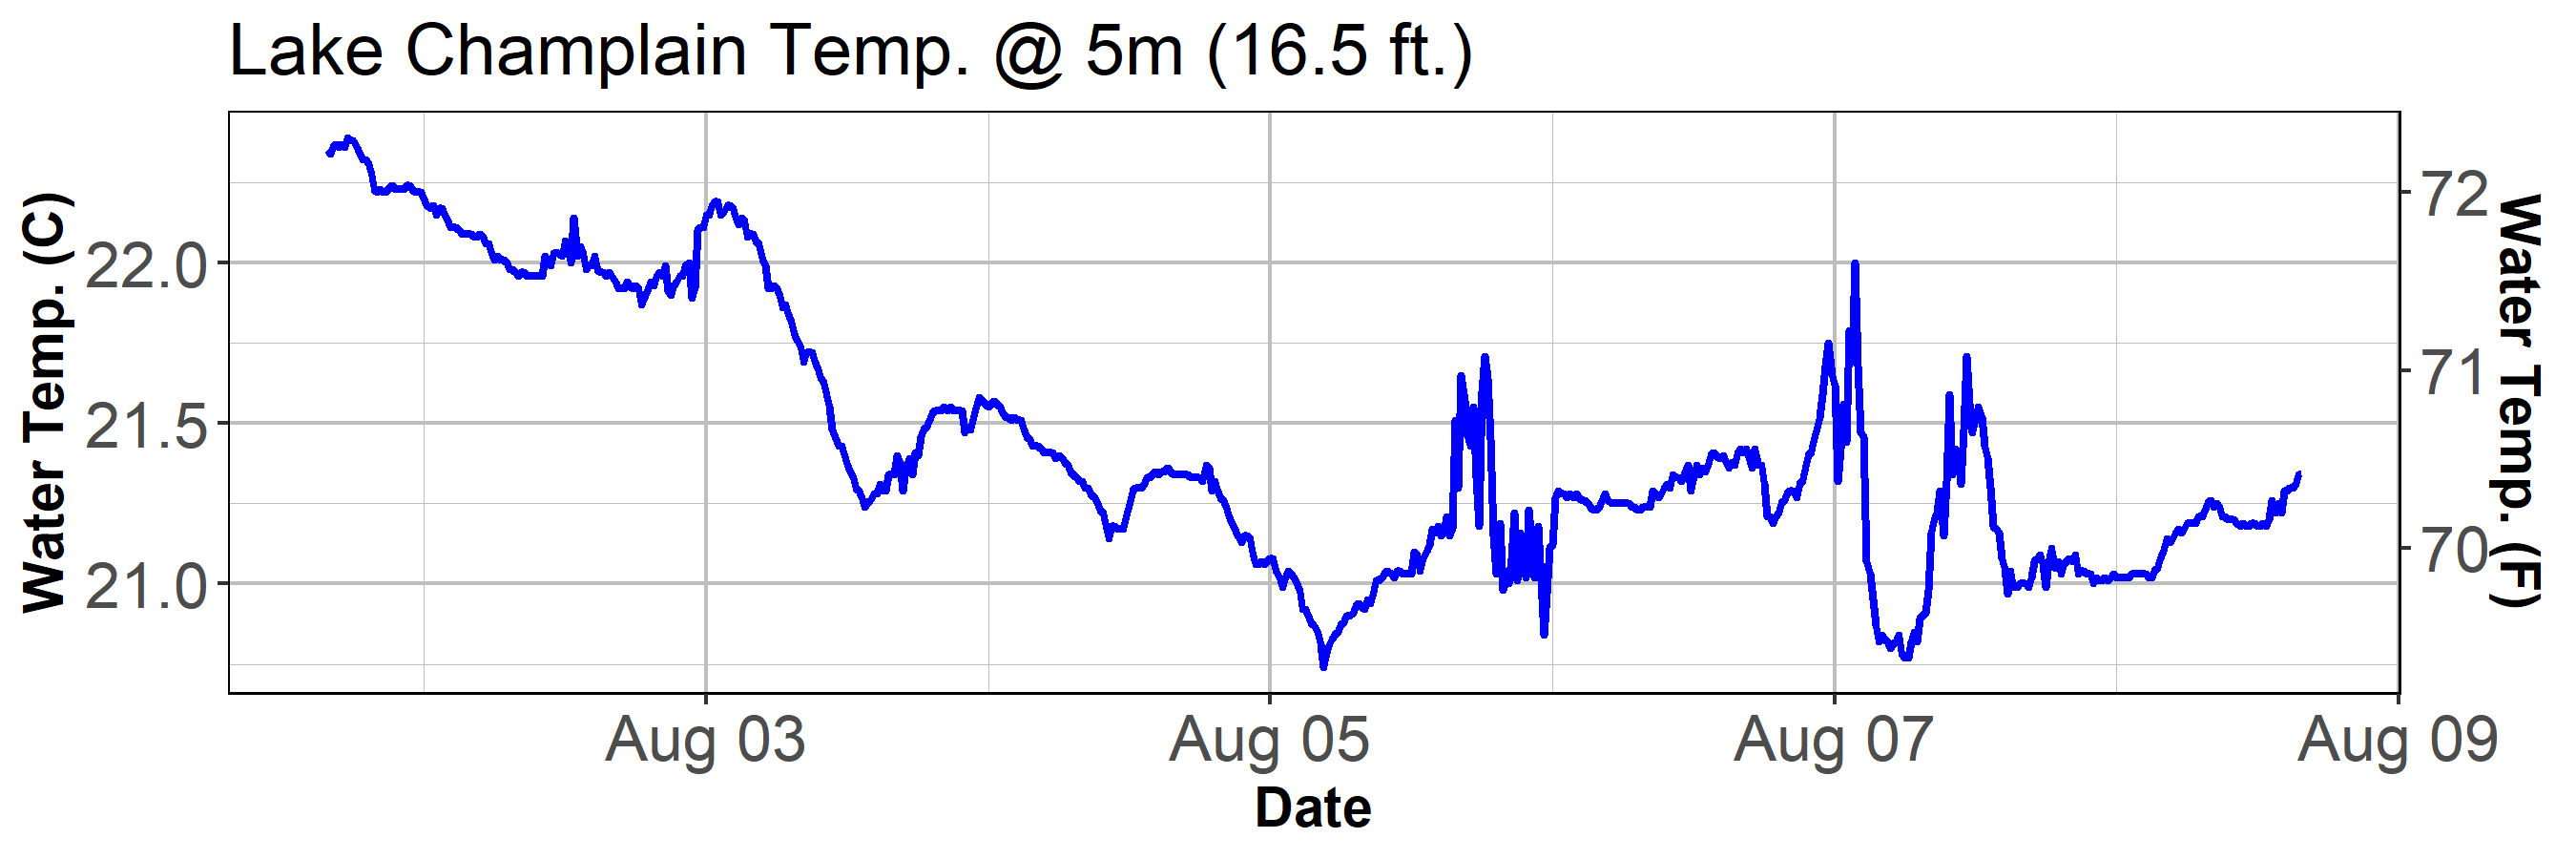 Lake Champlain Temp. @ 5m (16.5 ft.)
Water Temp. (C)
22.0
21.5
21.0
72
71
70
Water Temp. (F)
Aug 03
Aug 05
Aug 07
Aug 09
Date